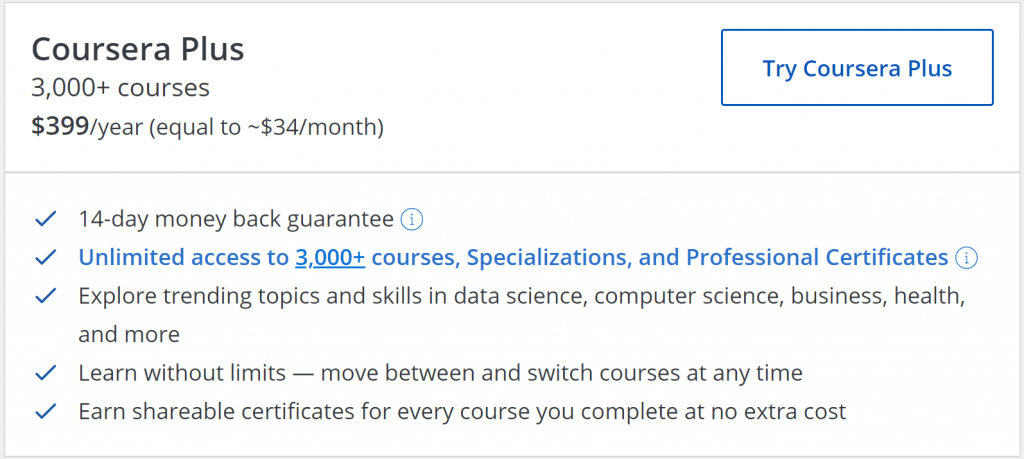 Coursera Plus
3,000+ courses
$399/year (equal to ~$34/month)
Try Coursera Plus
14-day money back guarantee
Unlimited access to 3,000+ courses, Specializations, and Professional Certificates
Explore trending topics and skills in data science, computer science, business, health,
and more
Learn without limits — move between and switch courses at any time
Earn shareable certificates for every course you complete at no extra cost